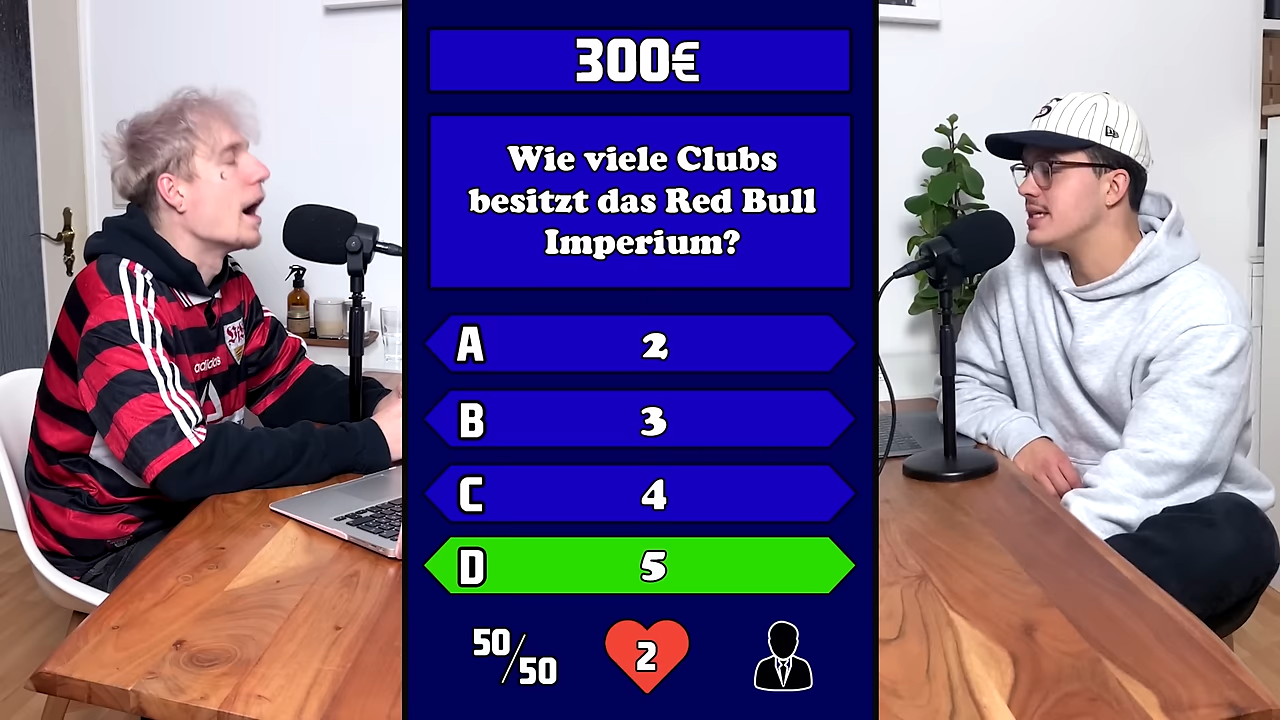 300€
Wie viele Clubs
besitzt das Red Bull
Imperium?
A 2
B 3
C 4
D 5
50/50
2
adidas